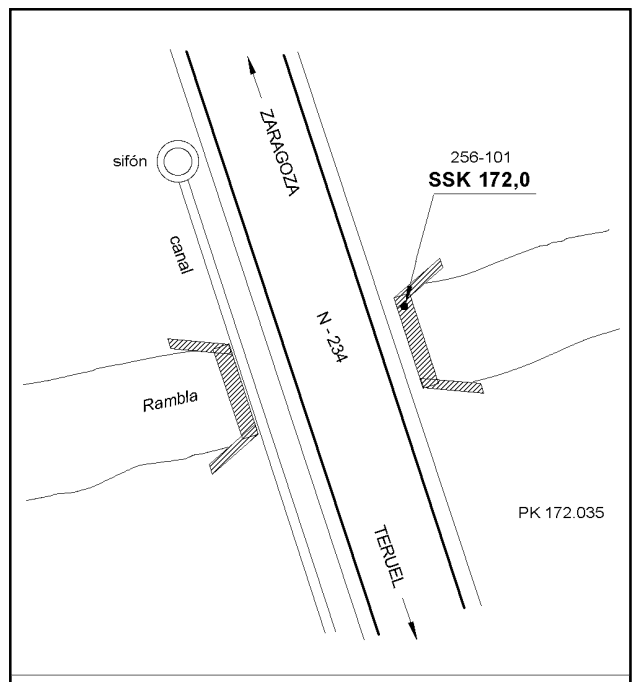 ZARAGOZA
sifón
256-101
SSK 172,0
canal
N - 234
Rambla
PK 172.035
TERUEL